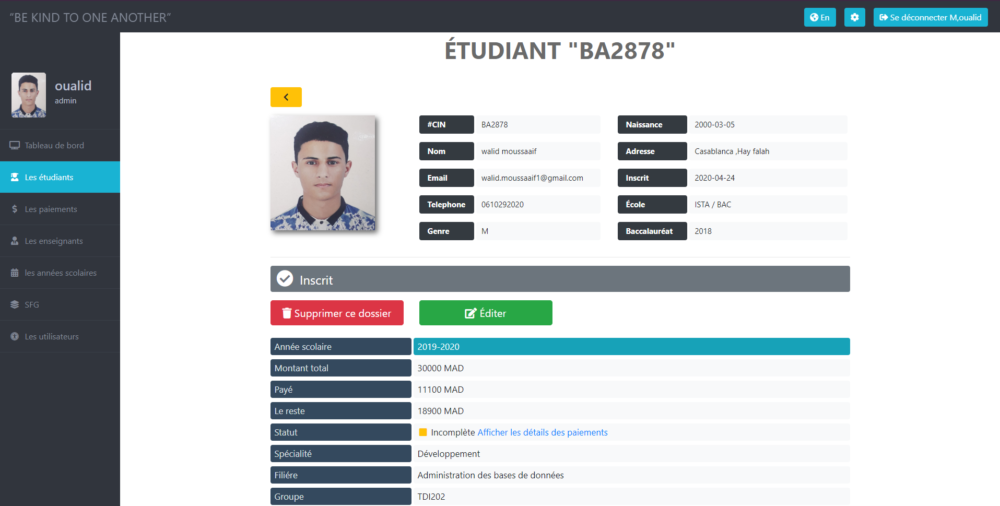 “BE KIND TO ONE ANOTHER”
En
Se déconnecter M,oualid
oualid
admin
Tableau de bord
Les étudiants
Les paiements
Les enseignants
les années scolaires
SFG
Les utilisateurs
ÉTUDIANT "BA2878"
#CIN BA2878
Naissance 2000-03-05
Nom walid moussaaif
Adresse Casablanca ,Hay falah
Email walid.moussaaif1@gmail.com
Inscrit 2020-04-24
Telephone 0610292020
École ISTA / BAC
Genre M
Baccalauréat 2018
Inscrit
Supprimer ce dossier
Éditer
Année scolaire 2019-2020
Montant total 30000 MAD
Payé 11100 MAD
Le reste 18900 MAD
Statut Incomplète Afficher les détails des paiements
Spécialité Développement
Filiére Administration des bases de données
Groupe TDI202